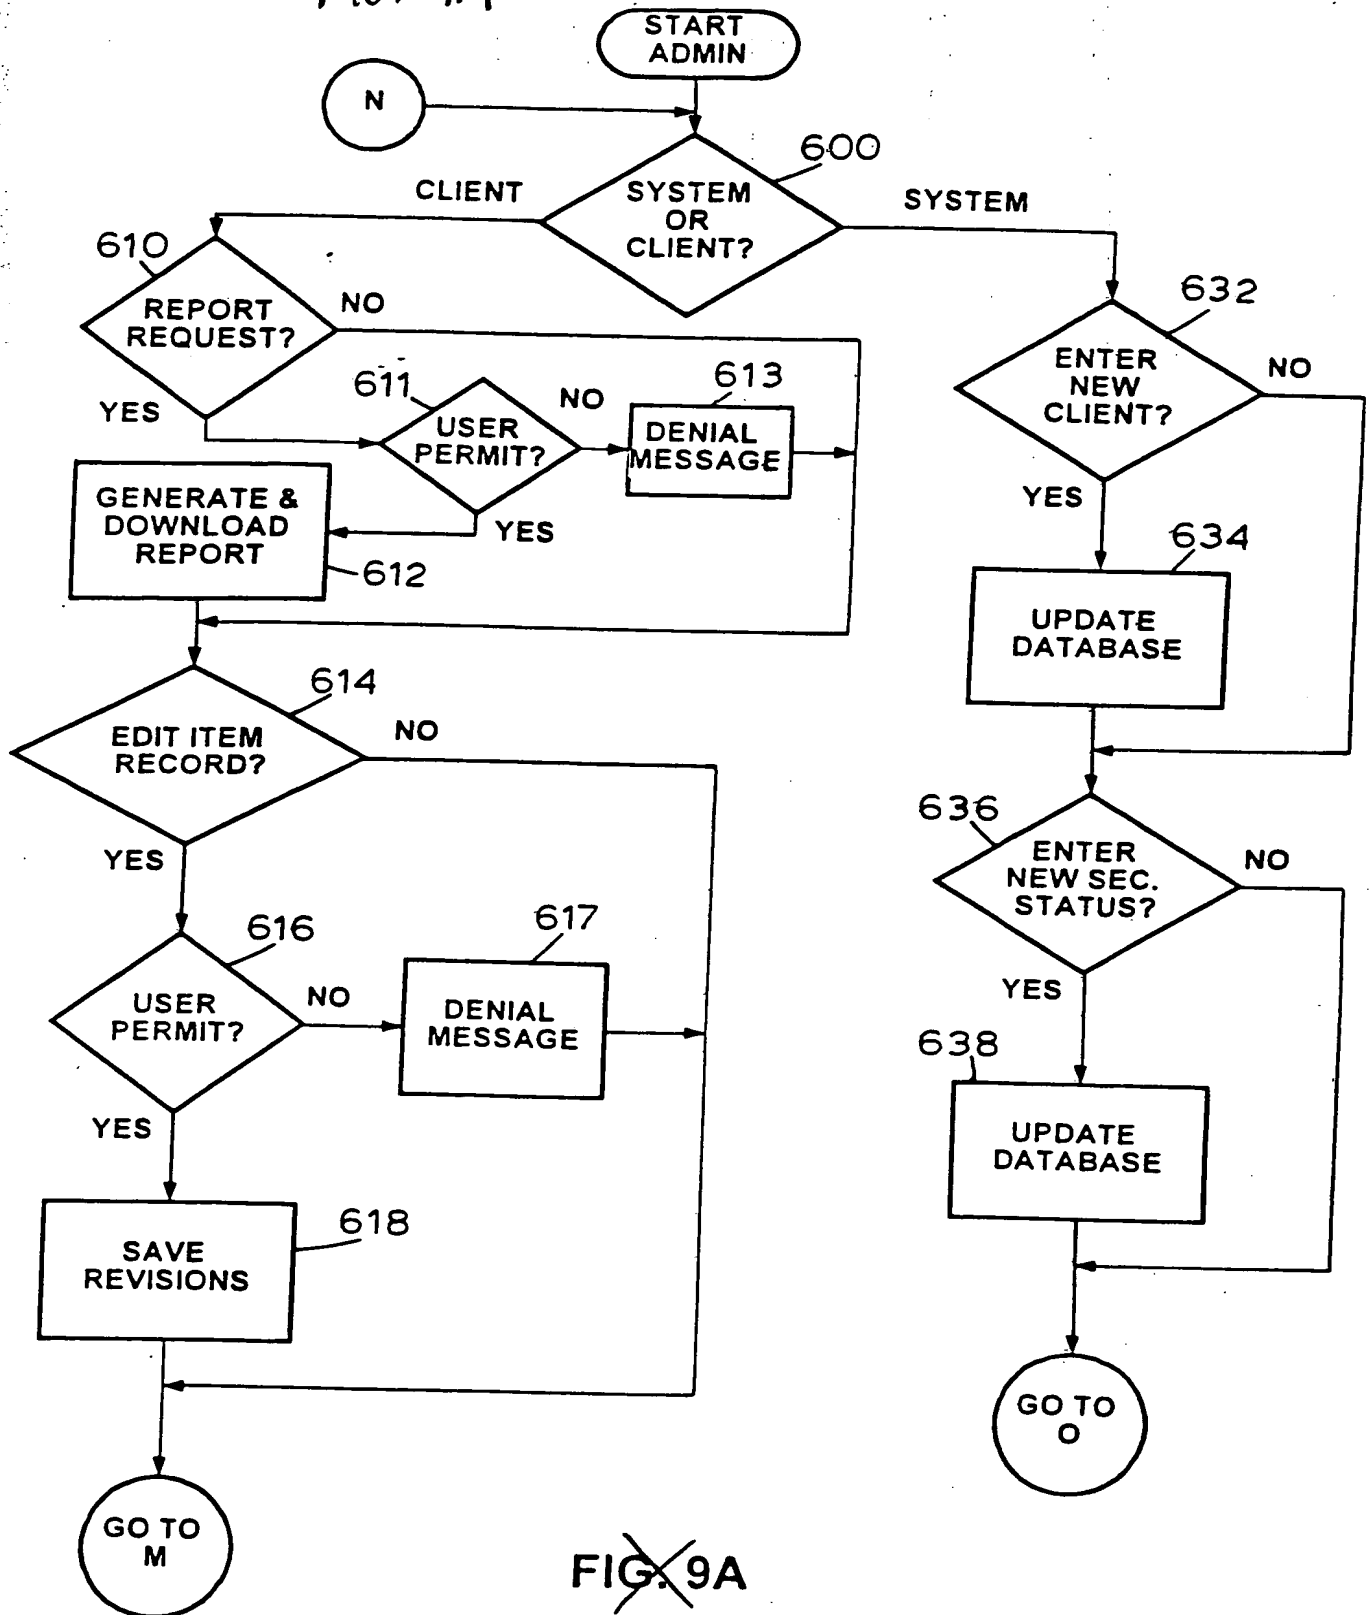 START
ADMIN
N
600
CLIENT
SYSTEM
OR
CLIENT?
SYSTEM
610
REPORT
REQUEST?
NO
YES
632
ENTER
NEW
CLIENT?
NO
YES
611
USER
PERMIT?
NO
YES
613
DENIAL
MESSAGE
GENERATE &
DOWNLOAD
REPORT
612
634
UPDATE
DATABASE
614
EDIT ITEM
RECORD?
NO
YES
636
ENTER
NEW SEC.
STATUS?
NO
YES
616
USER
PERMIT?
NO
YES
617
DENIAL
MESSAGE
638
UPDATE
DATABASE
618
SAVE
REVISIONS
GO TO
O
GO TO
M
FIG. 9A